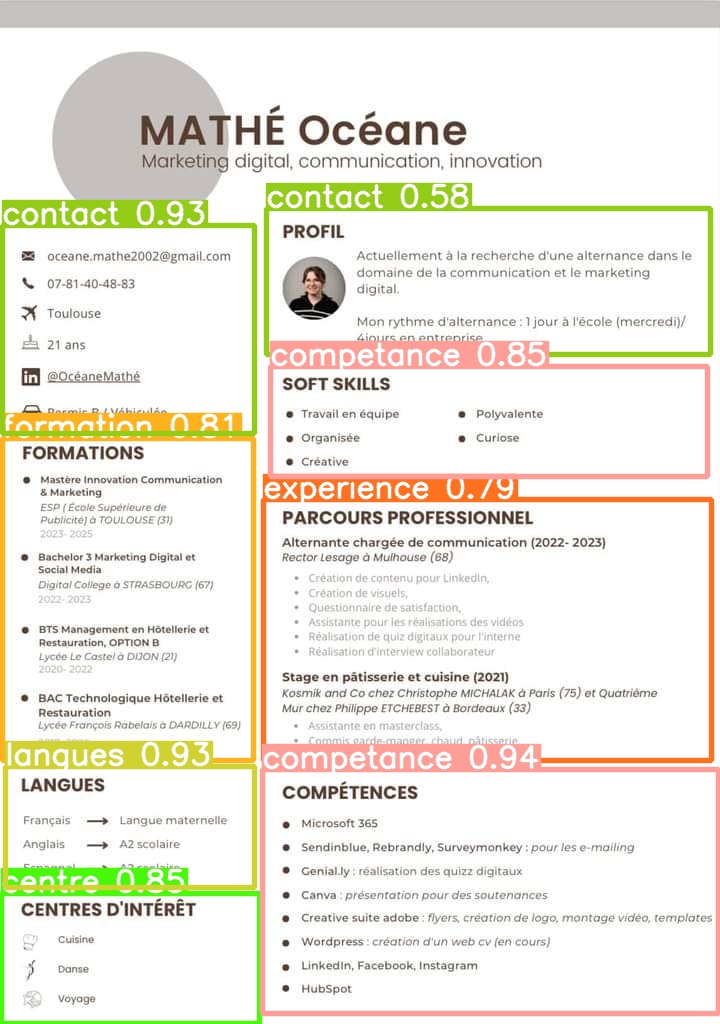 MATHÉ Océane
Marketing digital, communication, innovation
contact 0.93
oceane.mathe2002@gmail.com
07-81-40-48-83
Toulouse
21 ans
@OcéaneMathé
Permis B / Véhiculée
formation 0.81
FORMATIONS
Mastère Innovation Communication
& Marketing
ESP ( École Supérieure de
Publicité) à TOULOUSE (31)
2023- 2025
Bachelor 3 Marketing Digital et
Social Media
Digital College à STRASBOURG (67)
2022- 2023
BTS Management en Hôtellerie et
Restauration, OPTION B
Lycée Le Castel à DIJON (21)
2020- 2022
BAC Technologique Hôtellerie et
Restauration
Lycée François Rabelais à DARDILLY (69)
langues 0.93
LANGUES
Français
Langue maternelle
Anglais
A2 scolaire
Espagnol
A2 scolaire
centre 0.85
CENTRES D'INTÉRÊT
Cuisine
Danse
Voyage
contact 0.58
PROFIL
Actuellement à la recherche d'une alternance dans le
domaine de la communication et le marketing
digital.
Mon rythme d'alternance : 1 jour à l'école (mercredi)/
4jours en entreprise
competance 0.85
SOFT SKILLS
Travail en équipe
Polyvalente
Organisée
Curiose
Créative
experience 0.79
PARCOURS PROFESSIONNEL
Alternante chargée de communication (2022- 2023)
Rector Lesage à Mulhouse (68)
Création de contenu pour LinkedIn,
Création de visuels,
Questionnaire de satisfaction,
Assistante pour les réalisations des vidéos
Réalisation de quiz digitaux pour l'interne
Réalisation d'interview collaborateur
Stage en pâtisserie et cuisine (2021)
Kosmik and Co chez Christophe MICHALAK à Paris (75) et Quatrième
Mur chez Philippe ETCHEBEST à Bordeaux (33)
Assistante en masterclass,
Commis garde-manger, chaud, pâtisserie
competance 0.94
COMPÉTENCES
Microsoft 365
Sendinblue, Rebrandly, Surveymonkey : pour les e-mailing
Genial.ly : réalisation des quizz digitaux
Canva : présentation pour des soutenances
Creative suite adobe : flyers, création de logo, montage vidéo, templates
Wordpress : création d'un web cv (en cours)
LinkedIn, Facebook, Instagram
HubSpot